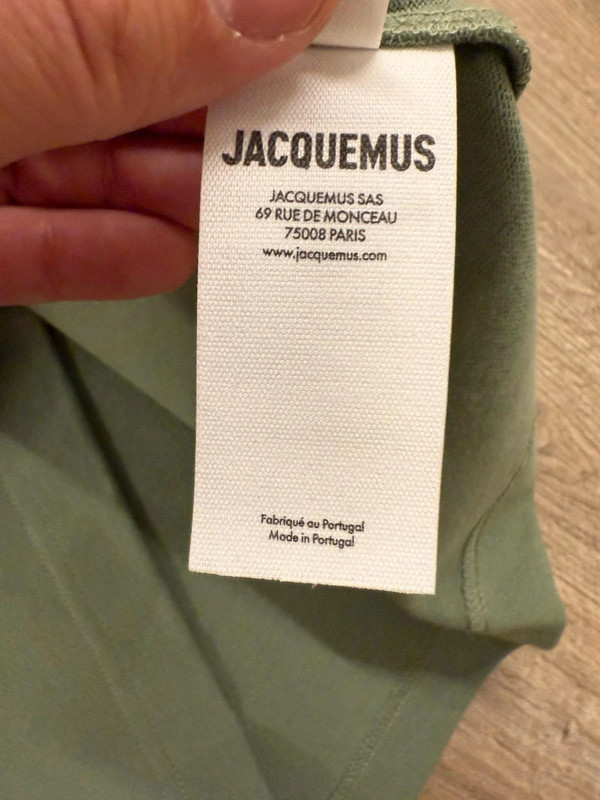 JACQUEMUS
JACQUEMUS SAS
69 RUE DE MONCEAU
75008 PARIS
www.jacquemus.com
Fabriqué au Portugal
Made in Portugal